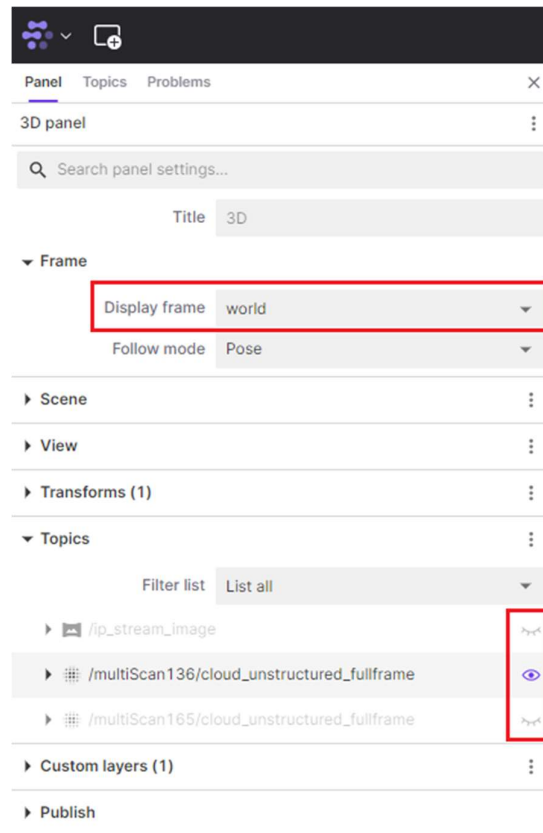 Panel Topics Problems
3D panel
Search panel settings...
Title 3D
Frame
Display frame world
Follow mode Pose
Scene
View
Transforms (1)
Topics
Filter list List all
/ip_stream_image
/multiScan136/cloud_unstructured_fullframe
/multiScan165/cloud_unstructured_fullframe
Custom layers (1)
Publish